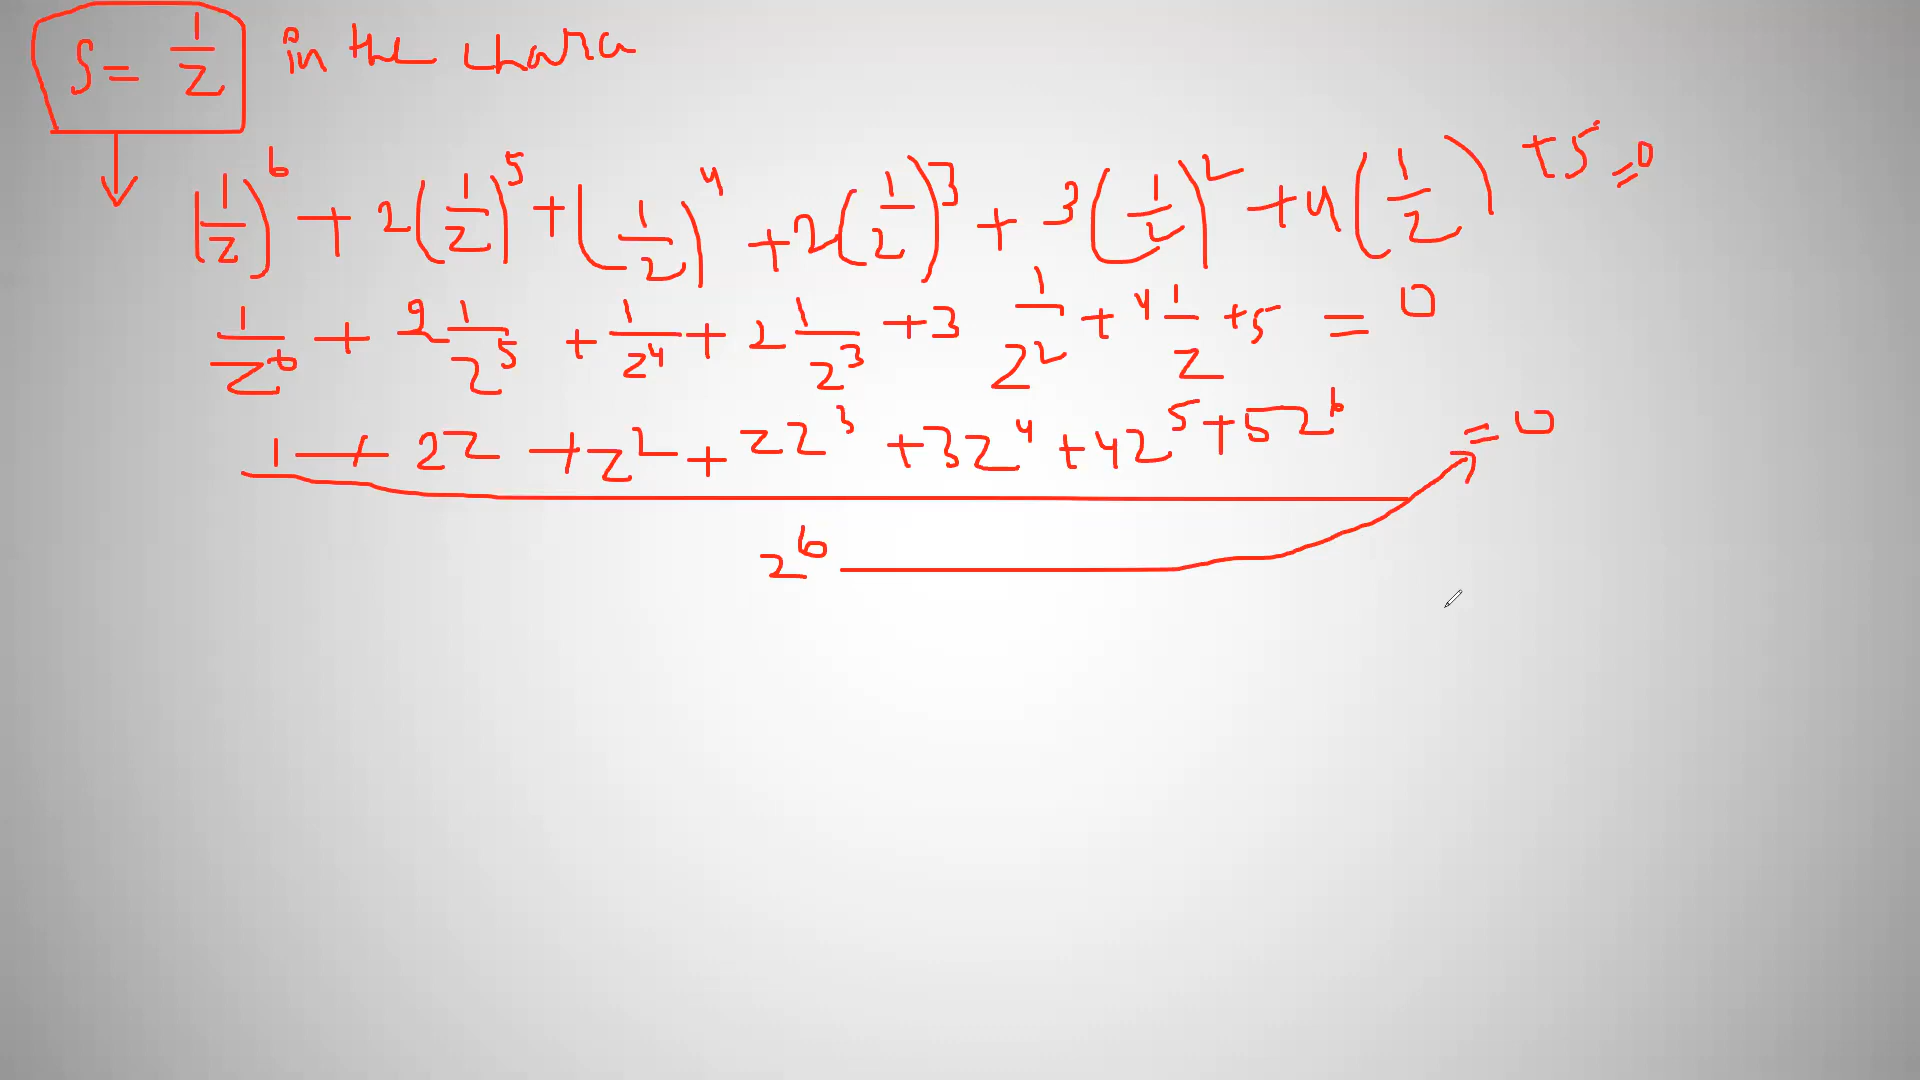 S = 1/z in the chara
(1/z)^6 + 2(1/z)^5 + (1/z)^4 + 2(1/z)^3 + 3(1/z)^2 + 4(1/z) + 5 = 0
1/z^6 + 2 1/z^5 + 1/z^4 + 2 1/z^3 + 3 1/z^2 + 4 1/z + 5 = 0
1 + 2z + z^2 + 2z^3 + 3z^4 + 4z^5 + 5z^6 = 0
z^6